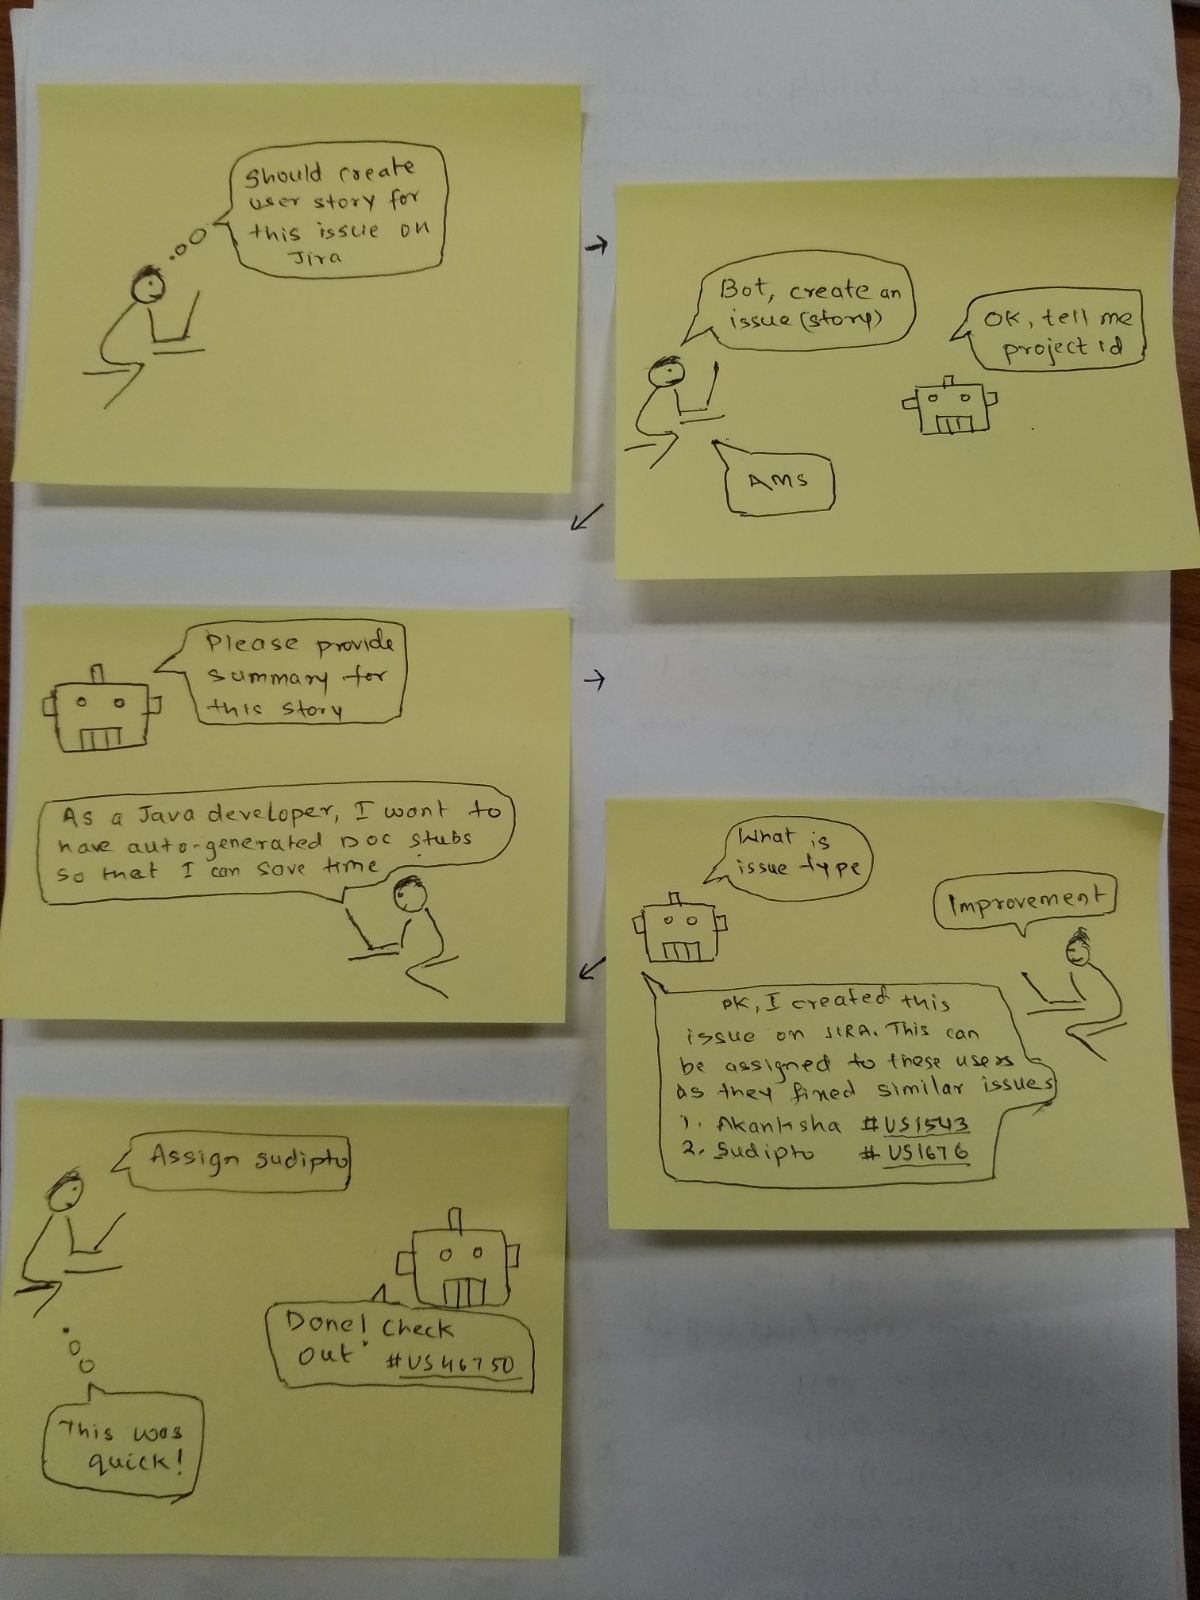 Should create
user story for
this issue on
Jira
Bot, create an
issue (story)
OK, tell me
project id
AMS
Please provide
summary for
this story
As a Java developer, I want to
have auto-generated DOC stubs
so that I can save time
What is
issue type
Improvement
OK, I created this
issue on JIRA. This can
be assigned to these users
as they fixed similar issues
1. Akanksha #US1543
2. Sudipto #US1676
Assign sudipto
Done! Check
out #US46750
This was
quick!